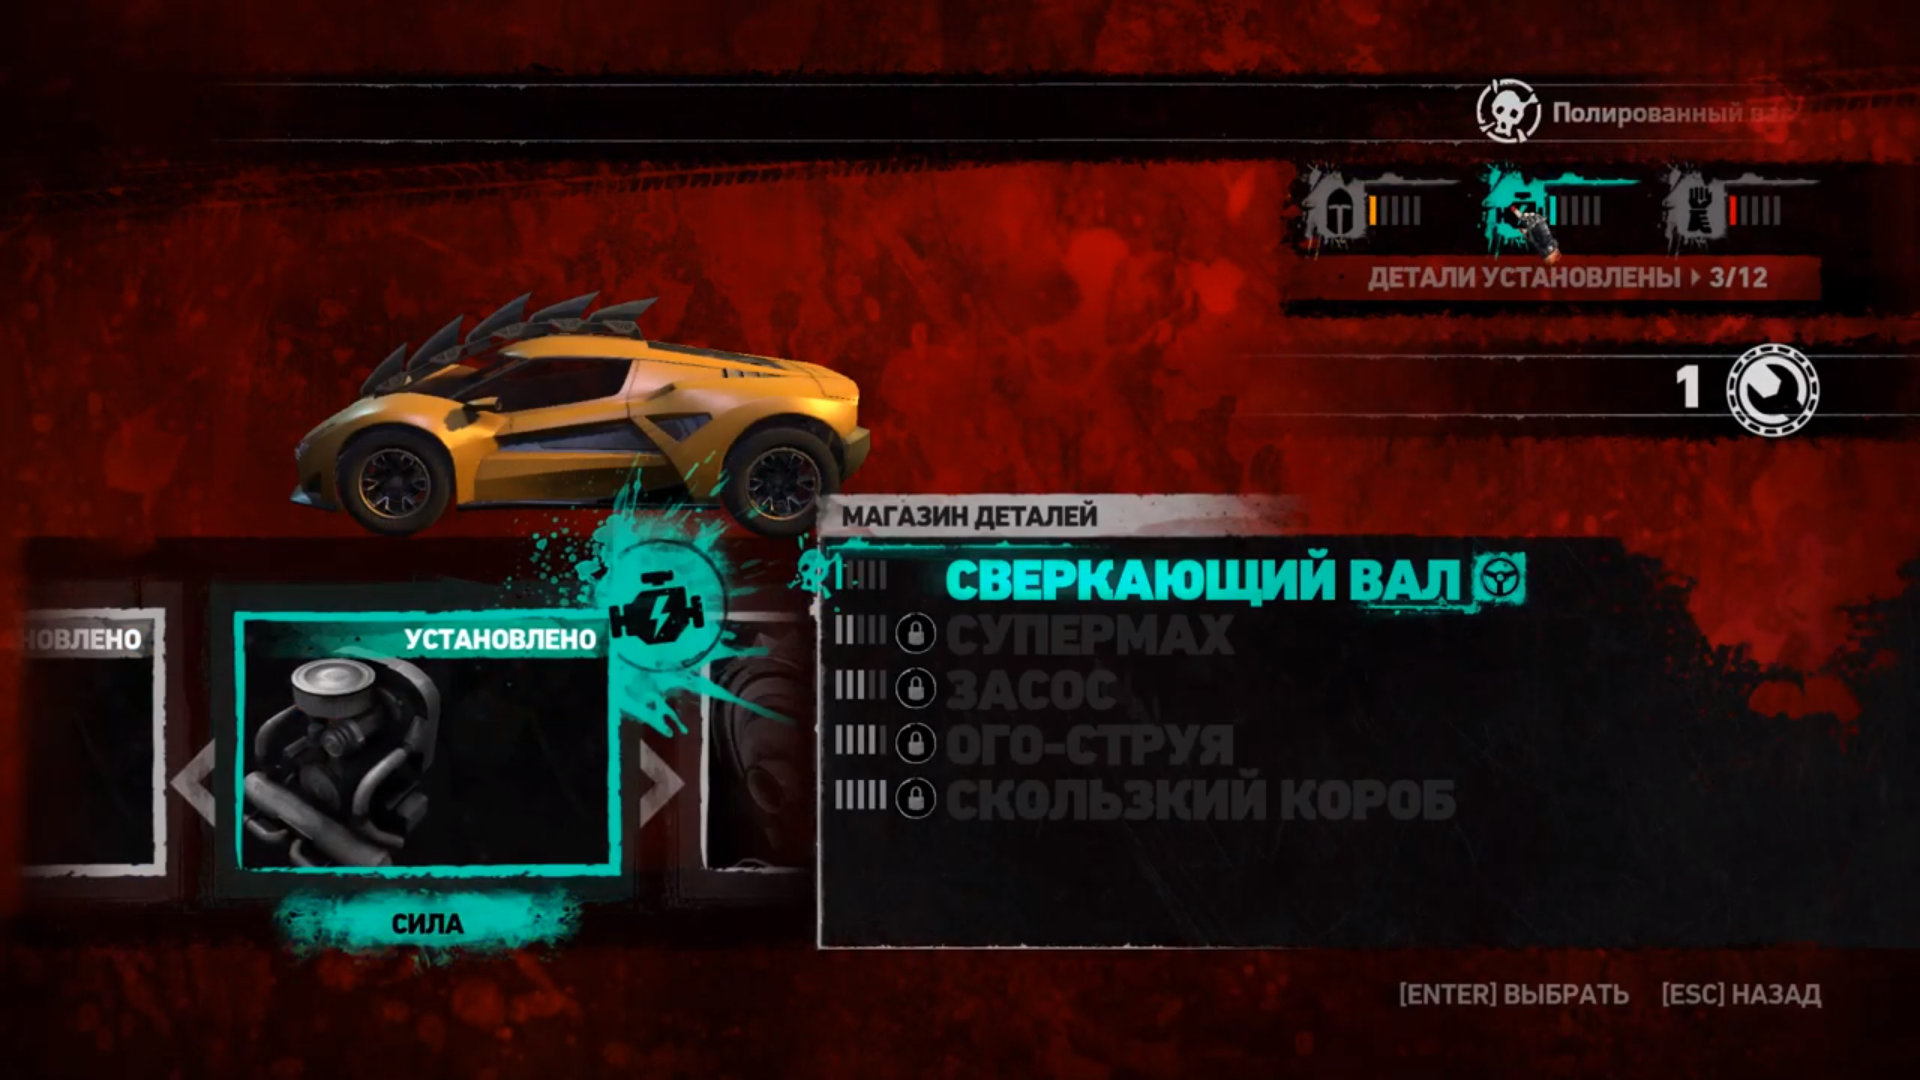 Полированный
ДЕТАЛИ УСТАНОВЛЕНЫ 3/12
1
МАГАЗИН ДЕТАЛЕЙ
СВЕРКАЮЩИЙ ВАЛ
НОВЛЕНО
УСТАНОВЛЕНО
СУПЕРМАХ
ЗАСОС
ОГО-СТРУЯ
СКОЛЬЗКИЙ КОРОБ
СИЛА
[ENTER] ВЫБРАТЬ [ESC] НАЗАД